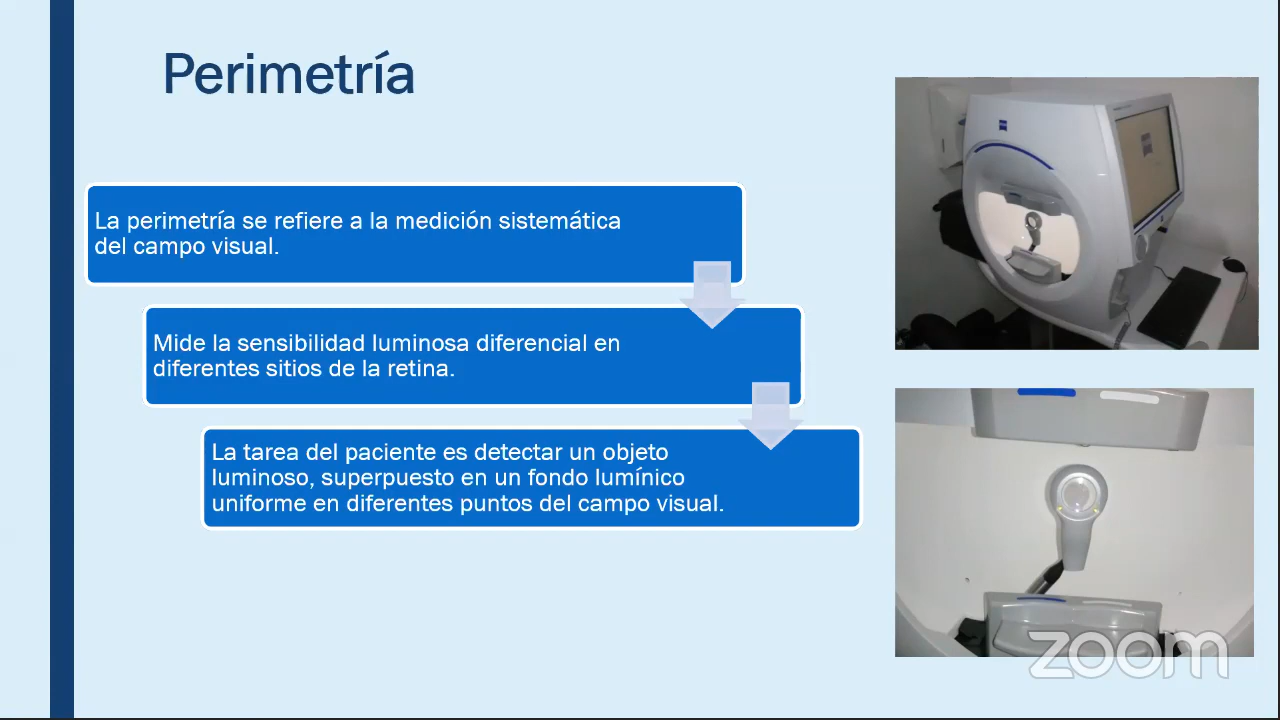 Perimetría
La perimetría se refiere a la medición sistemática
del campo visual.
Mide la sensibilidad luminosa diferencial en
diferentes sitios de la retina.
La tarea del paciente es detectar un objeto
luminoso, superpuesto en un fondo lumínico
uniforme en diferentes puntos del campo visual.
zoom